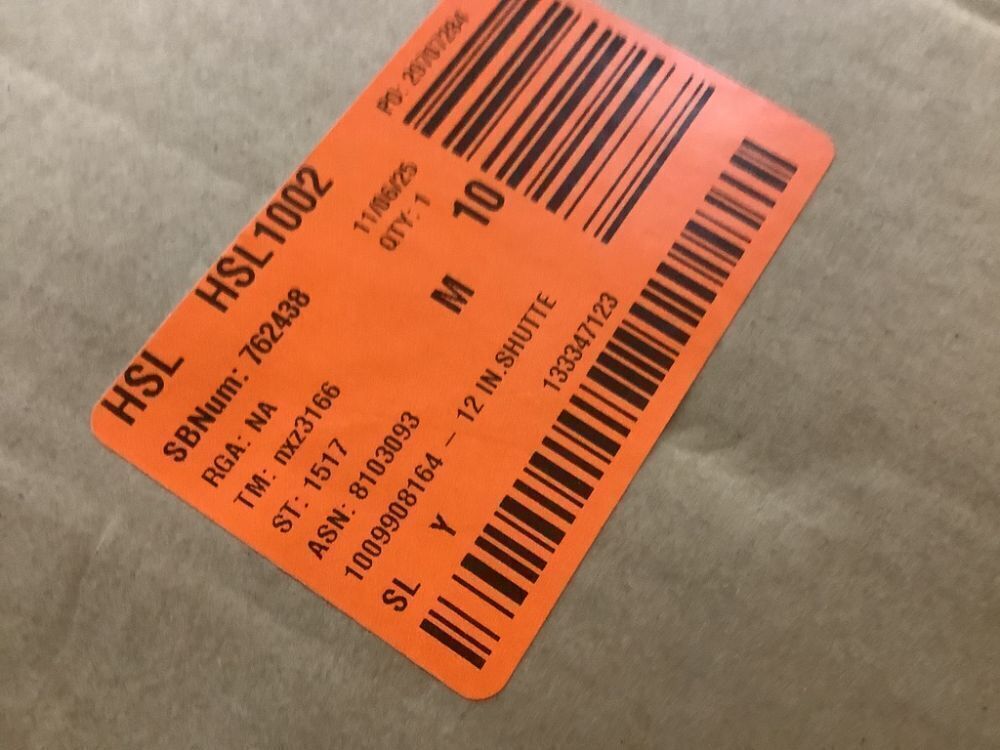 HSL HSL1002
SBNum: 762438
RGA: NA 11/06/25 PO: 20707284
TM: nxz3166 QTY: 1
ST: 1517 M 10
ASN: 8103093
1009908164 - 12 IN.SHUTTE
SL Y 133347123